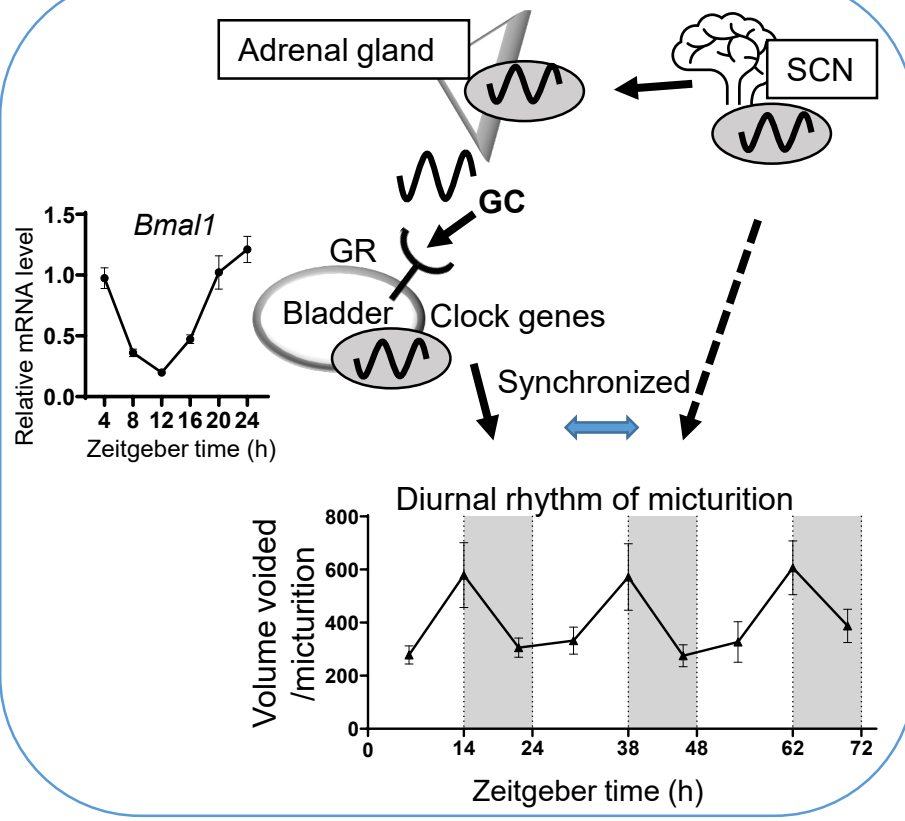 Adrenal gland
SCN
GC
GR
Bladder
Clock genes
Synchronized
Bmal1
Relative mRNA level
1.5
1.0
0.5
0.0
4 8 12 16 20 24
Zeitgeber time (h)
Diurnal rhythm of micturition
Volume voided
/micturition
800
600
400
200
0
0 14 24 38 48 62 72
Zeitgeber time (h)